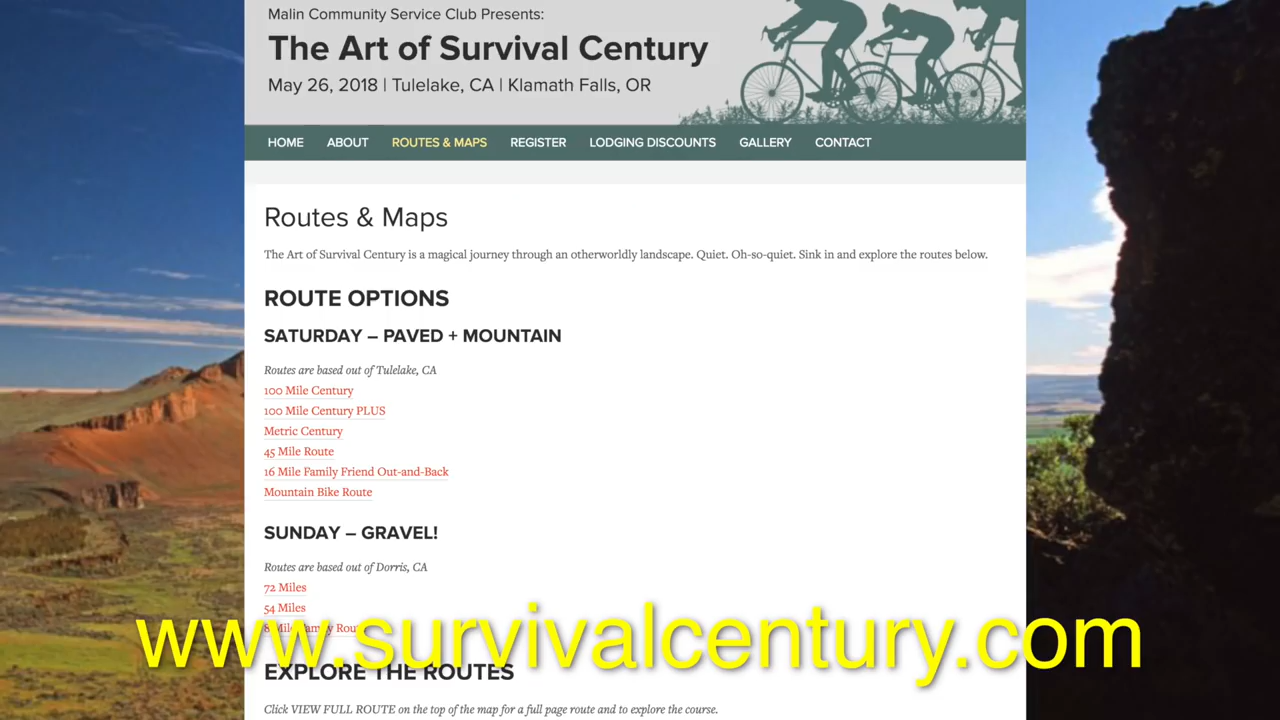 Malin Community Service Club Presents:
The Art of Survival Century
May 26, 2018 | Tulelake, CA | Klamath Falls, OR
HOME ABOUT ROUTES & MAPS REGISTER LODGING DISCOUNTS GALLERY CONTACT
Routes & Maps
The Art of Survival Century is a magical journey through an otherworldly landscape. Quiet. Oh-so-quiet. Sink in and explore the routes below.
ROUTE OPTIONS
SATURDAY – PAVED + MOUNTAIN
Routes are based out of Tulelake, CA
100 Mile Century
100 Mile Century PLUS
Metric Century
45 Mile Route
16 Mile Family Friend Out-and-Back
Mountain Bike Route
SUNDAY – GRAVEL!
Routes are based out of Dorris, CA
72 Miles
54 Miles
8 Mile Family Route
www.survivalcentury.com
EXPLORE THE ROUTES
Click VIEW FULL ROUTE on the top of the map for a full page route and to explore the course.